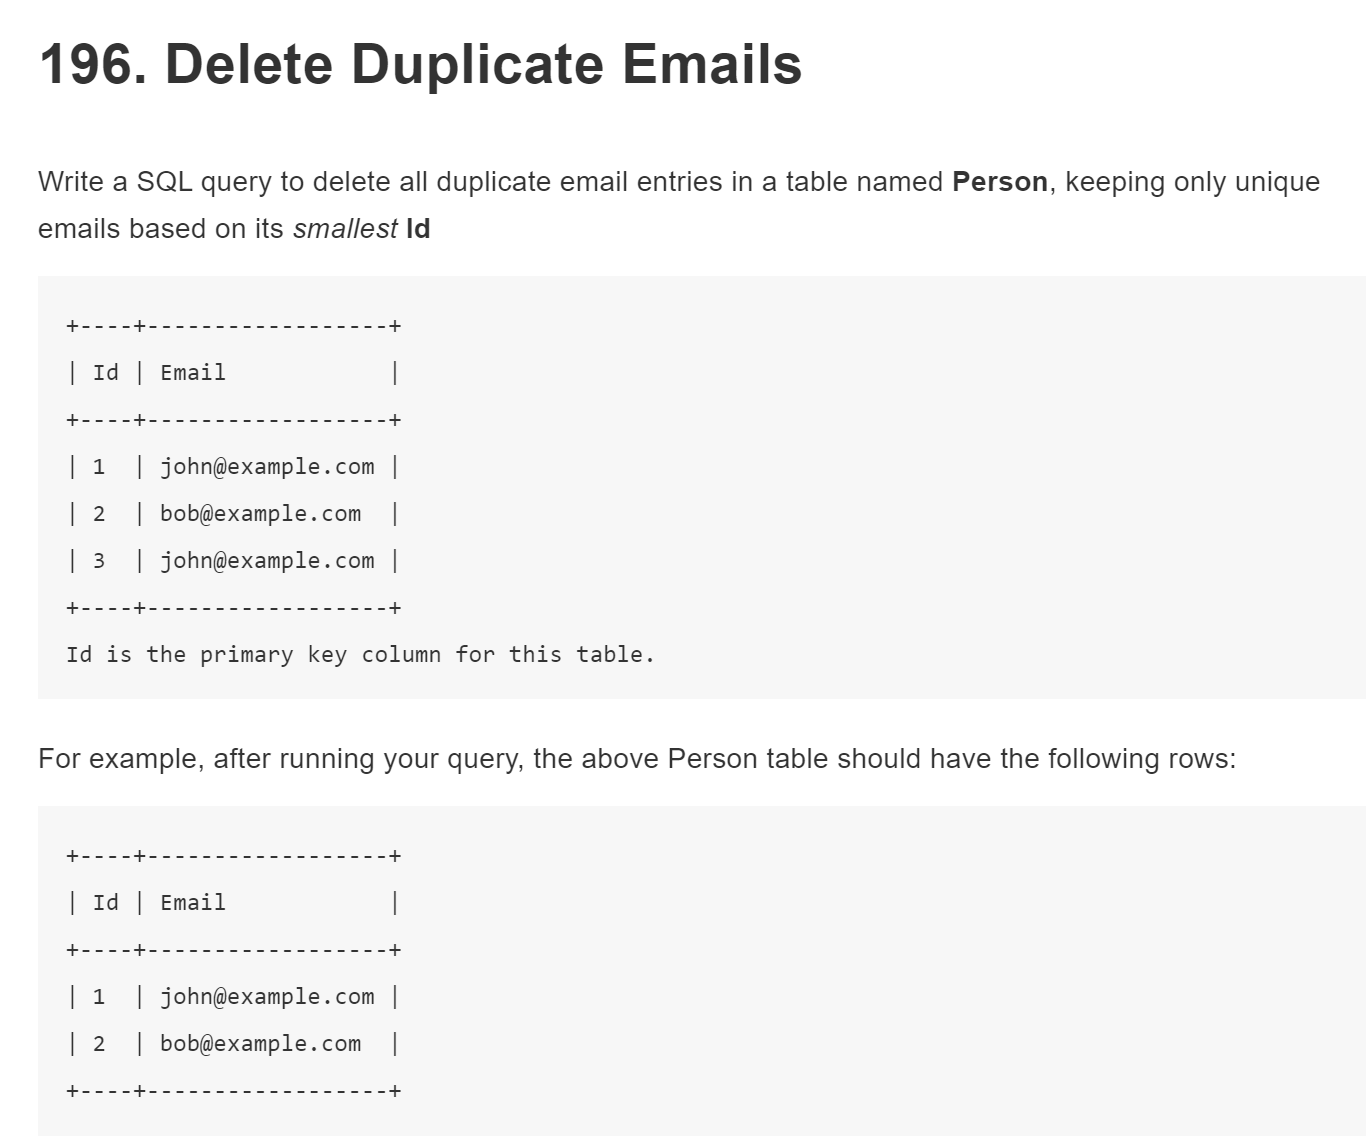 196. Delete Duplicate Emails
Write a SQL query to delete all duplicate email entries in a table named Person, keeping only unique
emails based on its smallest Id
+----+------------------+
| Id | Email            |
+----+------------------+
| 1  | john@example.com |
| 2  | bob@example.com  |
| 3  | john@example.com |
+----+------------------+
Id is the primary key column for this table.
For example, after running your query, the above Person table should have the following rows:
+----+------------------+
| Id | Email            |
+----+------------------+
| 1  | john@example.com |
| 2  | bob@example.com  |
+----+------------------+